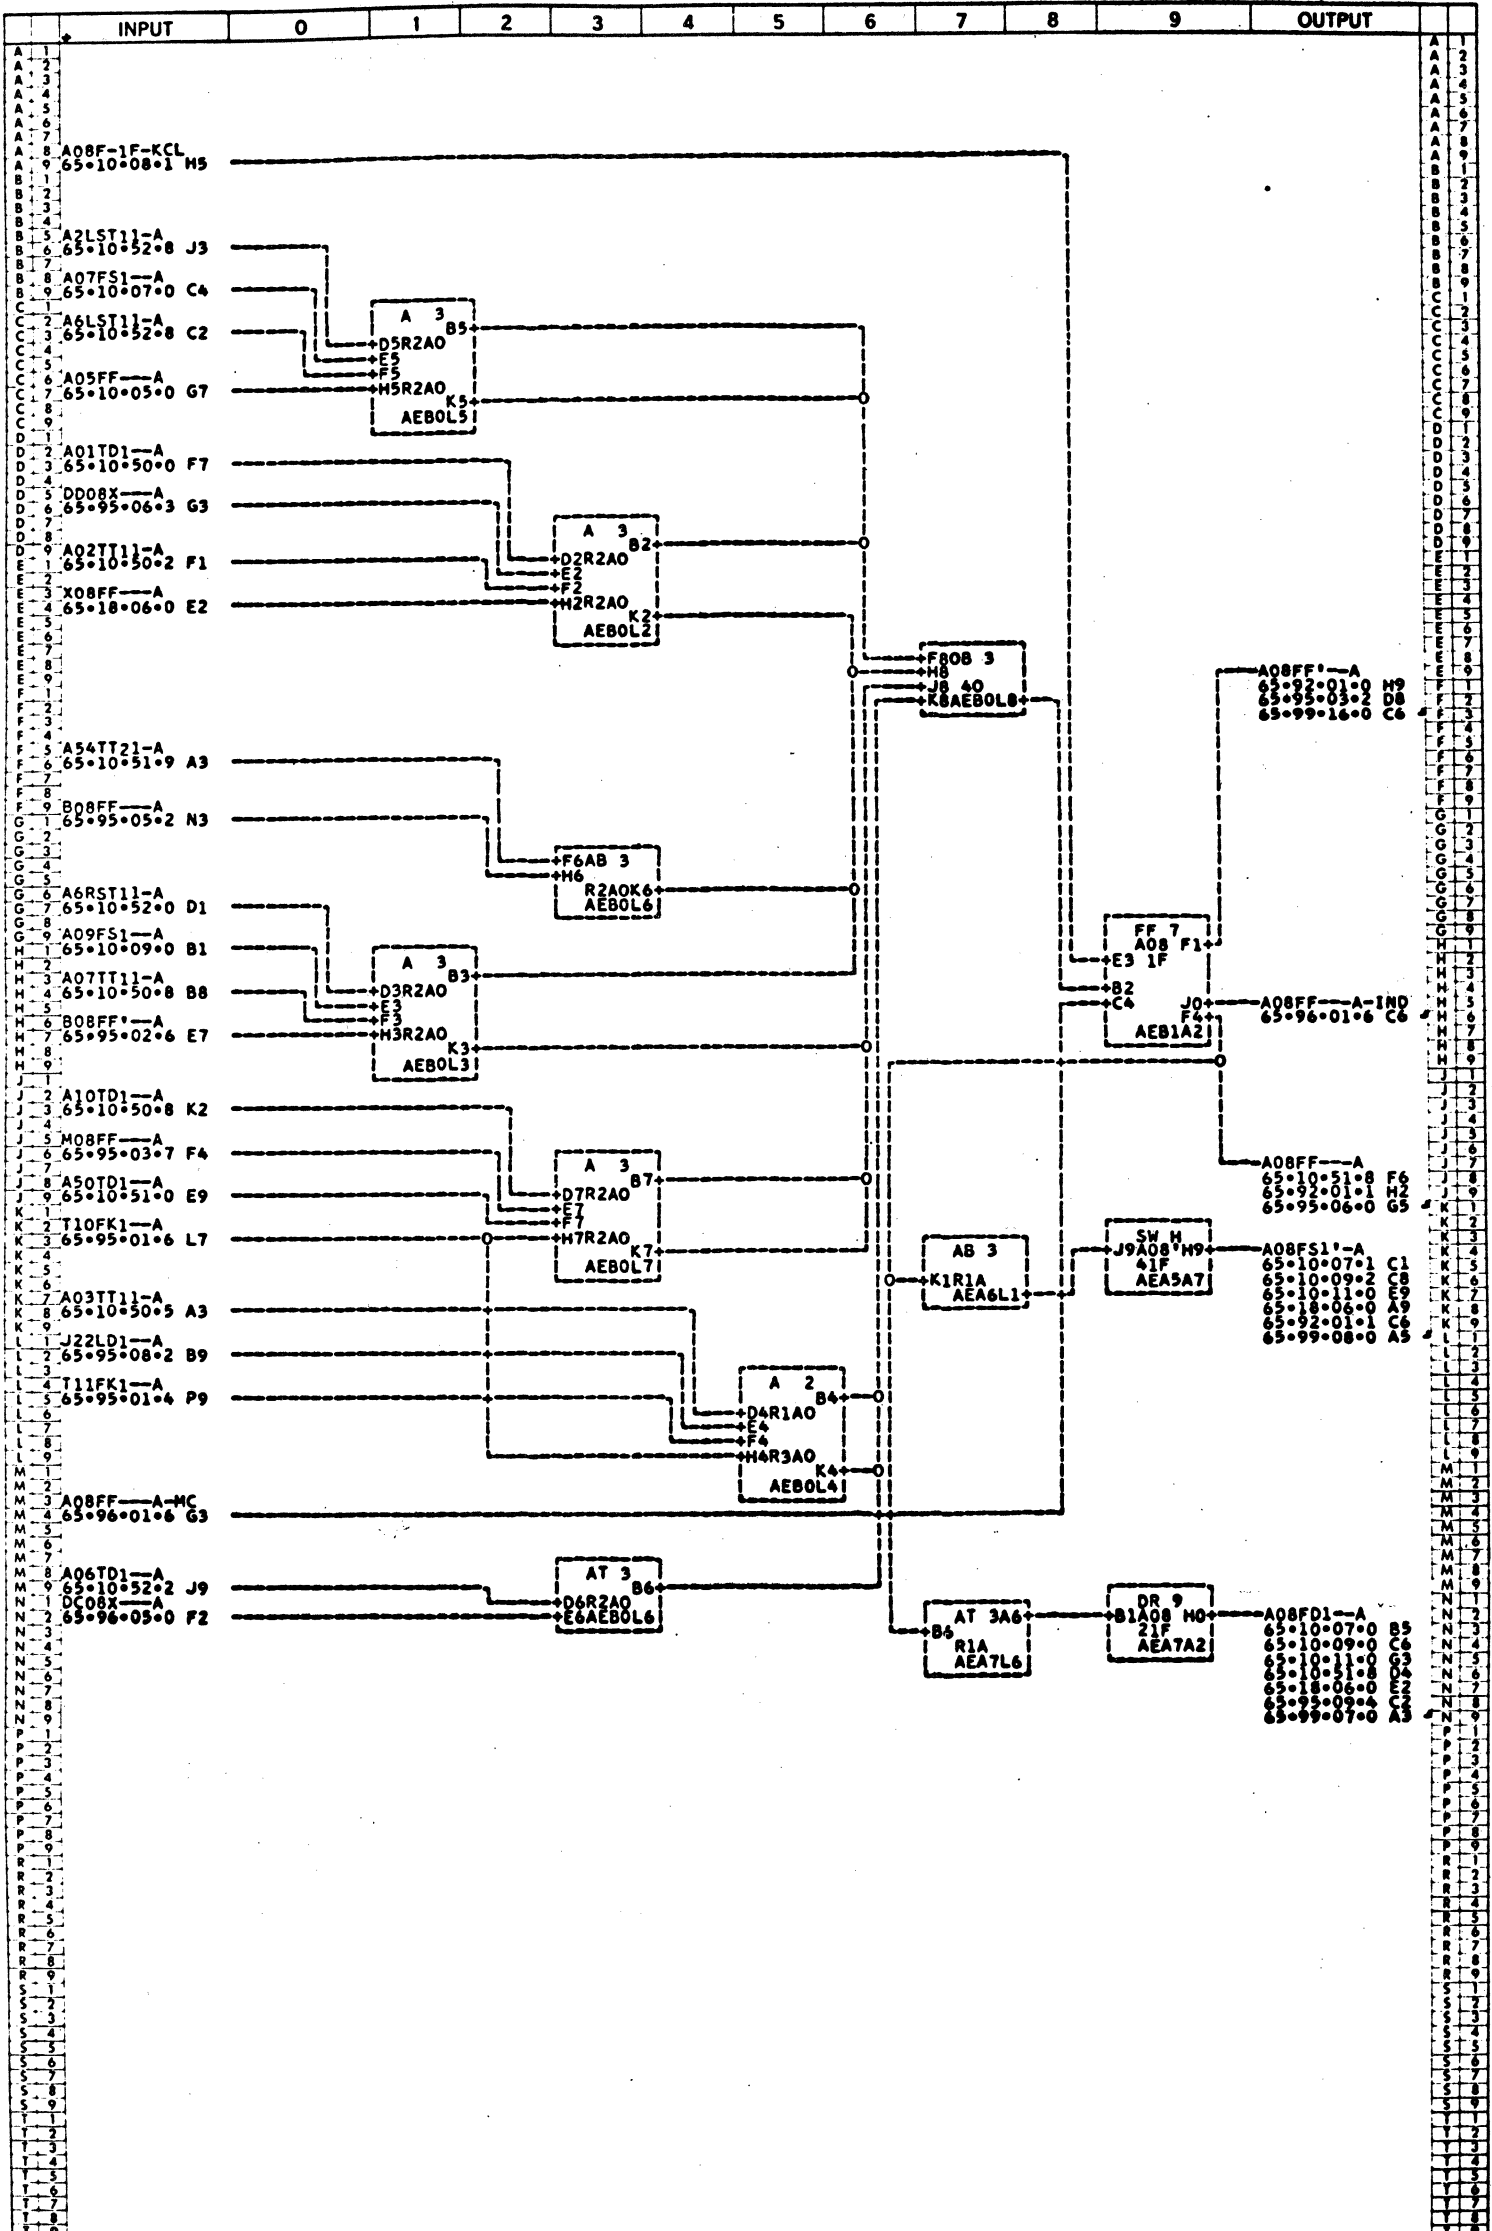 INPUT 0 1 2 3 4 5 6 7 8 9 OUTPUT
A08F-1F-KCL
65•10•08•1 H5
A2LST11-A
65•10•52•8 J3
A07FS1--A
65•10•07•0 C4
A6LST11-A
65•10•52•8 C2
A05FF---A
65•10•05•0 G7
A01TD1--A
65•10•50•0 F7
DD08X---A
65•95•06•3 G3
A02TT11-A
65•10•50•2 F1
X08FF---A
65•18•06•0 E2
A54TT21-A
65•10•51•9 A3
B08FF---A
65•95•05•2 N3
A6RST11-A
65•10•52•0 D1
A09FS1--A
65•10•09•0 B1
A07TT11-A
65•10•50•8 B8
B08FF'--A
65•95•02•6 E7
A10TD1--A
65•10•50•8 K2
M08FF---A
65•95•03•7 F4
A50TD1--A
65•10•51•0 E9
T10FK1--A
65•95•01•6 L7
A03TT11-A
65•10•50•5 A3
J22LD1--A
65•95•08•2 B9
T11FK1--A
65•95•01•4 P9
A08FF---A-MC
65•96•01•6 G3
A06TD1--A
65•10•52•2 J9
DC08X---A
65•96•05•0 F2
A 3
B5
D5R2A0
E5
F5
H5R2A0
K5
AEB0L5
A 3
B2
D2R2A0
E2
F2
H2R2A0
K2
AEB0L2
F6AB 3
H6
R2A0K6
AEB0L6
A 3
B3
D3R2A0
E3
F3
H3R2A0
K3
AEB0L3
A 3
B7
D7R2A0
E7
F7
H7R2A0
K7
AEB0L7
A 2
B4
D4R1A0
E4
F4
H4R3A0
K4
AEB0L4
AT 3
B6
D6R2A0
E6AEB0L6
F8OB 3
H8
J8 40
K8AEB0L8
FF 7
A08 F1
E3 1F
B2
C4 J0
F4
AEB1A2
AB 3
K1R1A
AEA6L1
SW H
J9A08'H9
41F
AEA5A7
AT 3A6
B6
R1A
AEA7L6
DR 9
B1A08 H0
21F
AEA7A2
A08FF'--A
65•92•01•0 H9
65•95•03•2 D8
65•99•16•0 C6
A08FF---A-IND
65•96•01•6 C6
A08FF---A
65•10•51•8 F6
65•92•01•1 H2
65•95•06•0 G5
A08FS1'-A
65•10•07•1 C1
65•10•09•2 C8
65•10•11•0 E9
65•18•06•0 A9
65•92•01•1 C6
65•99•08•0 A5
A08FD1--A
65•10•07•0 B5
65•10•09•0 C6
65•10•11•0 G3
65•10•51•8 D4
65•18•06•0 E2
65•95•09•4 C2
65•99•07•0 A3